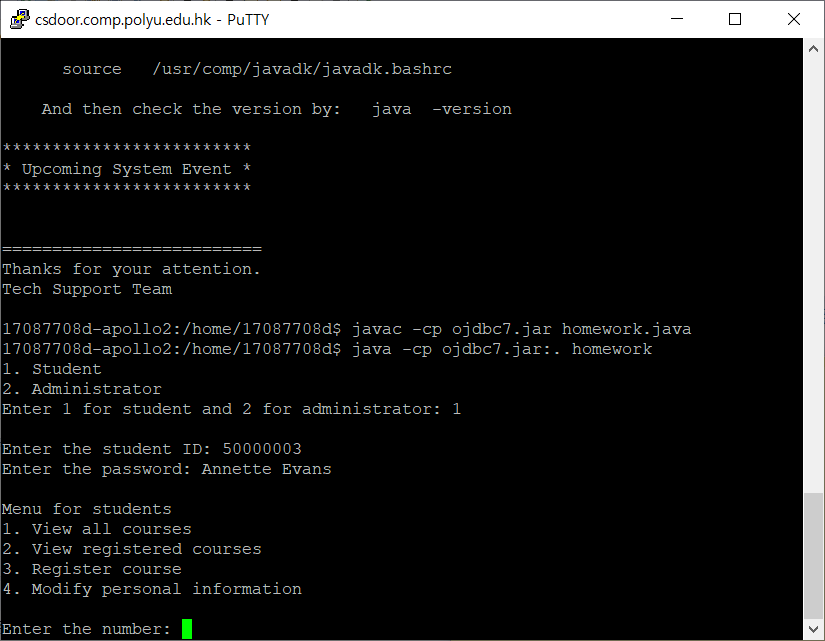 csdoor.comp.polyu.edu.hk - PuTTY
source /usr/comp/javadk/javadk.bashrc
And then check the version by: java -version
*************************
* Upcoming System Event *
*************************
==========================
Thanks for your attention.
Tech Support Team
17087708d-apollo2:/home/17087708d$ javac -cp ojdbc7.jar homework.java
17087708d-apollo2:/home/17087708d$ java -cp ojdbc7.jar:. homework
1. Student
2. Administrator
Enter 1 for student and 2 for administrator: 1
Enter the student ID: 50000003
Enter the password: Annette Evans
Menu for students
1. View all courses
2. View registered courses
3. Register course
4. Modify personal information
Enter the number: